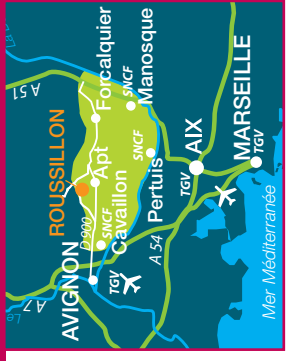 A 51
Forcalquier
SNCF
Manosque
ROUSSILLON
Apt
SNCF
Pertuis
D 900
SNCF
Cavaillon
AVIGNON
TGV
A 7
A 54
TGV
AIX
MARSEILLE
TGV
Mer Méditerranée